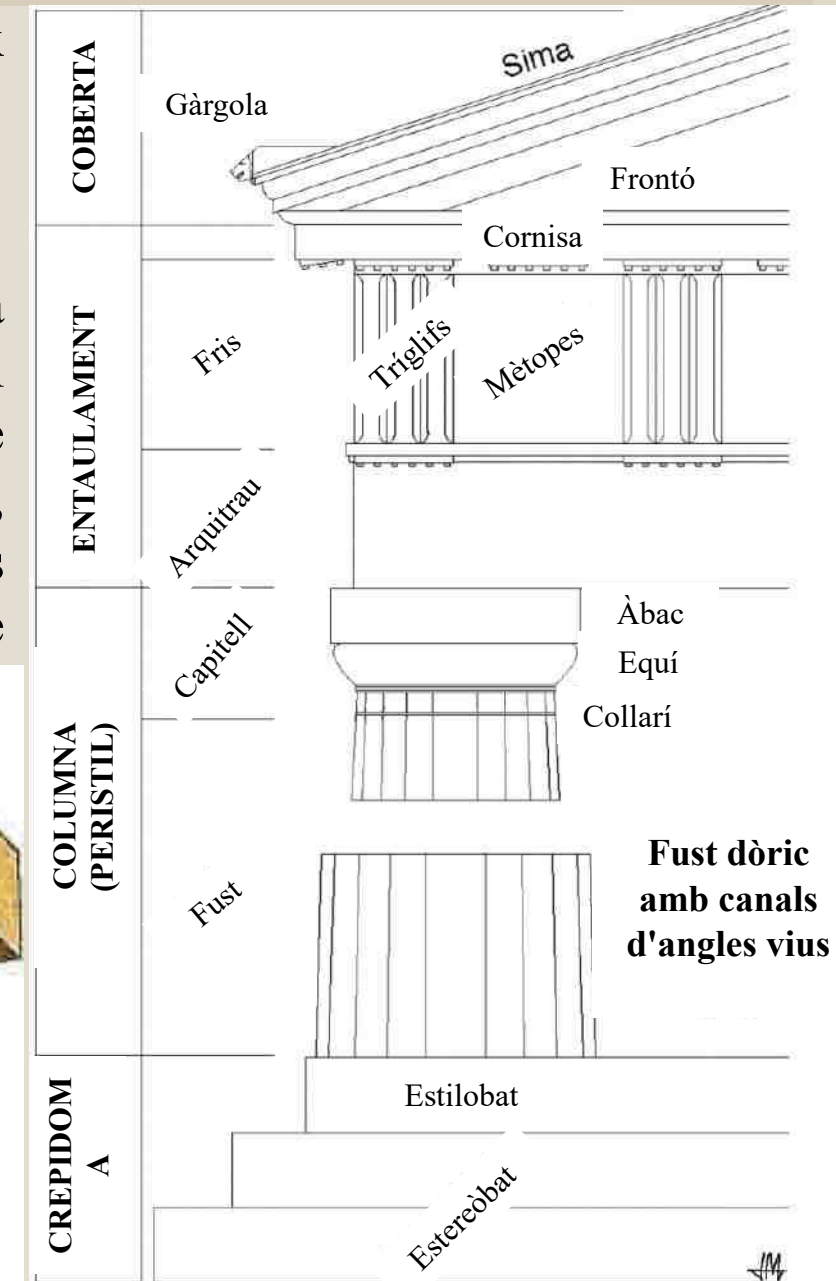 COBERTA
Gàrgola
Sima
Frontó
Cornisa
ENTAULAMENT
Fris
Tríglifs
Mètopes
Arquitrau
COLUMNA
(PERISTIL)
Capitell
Àbac
Equí
Collarí
Fust
Fust dòric
amb canals
d'angles vius
CREPIDOM
A
Estilobat
Estereòbat